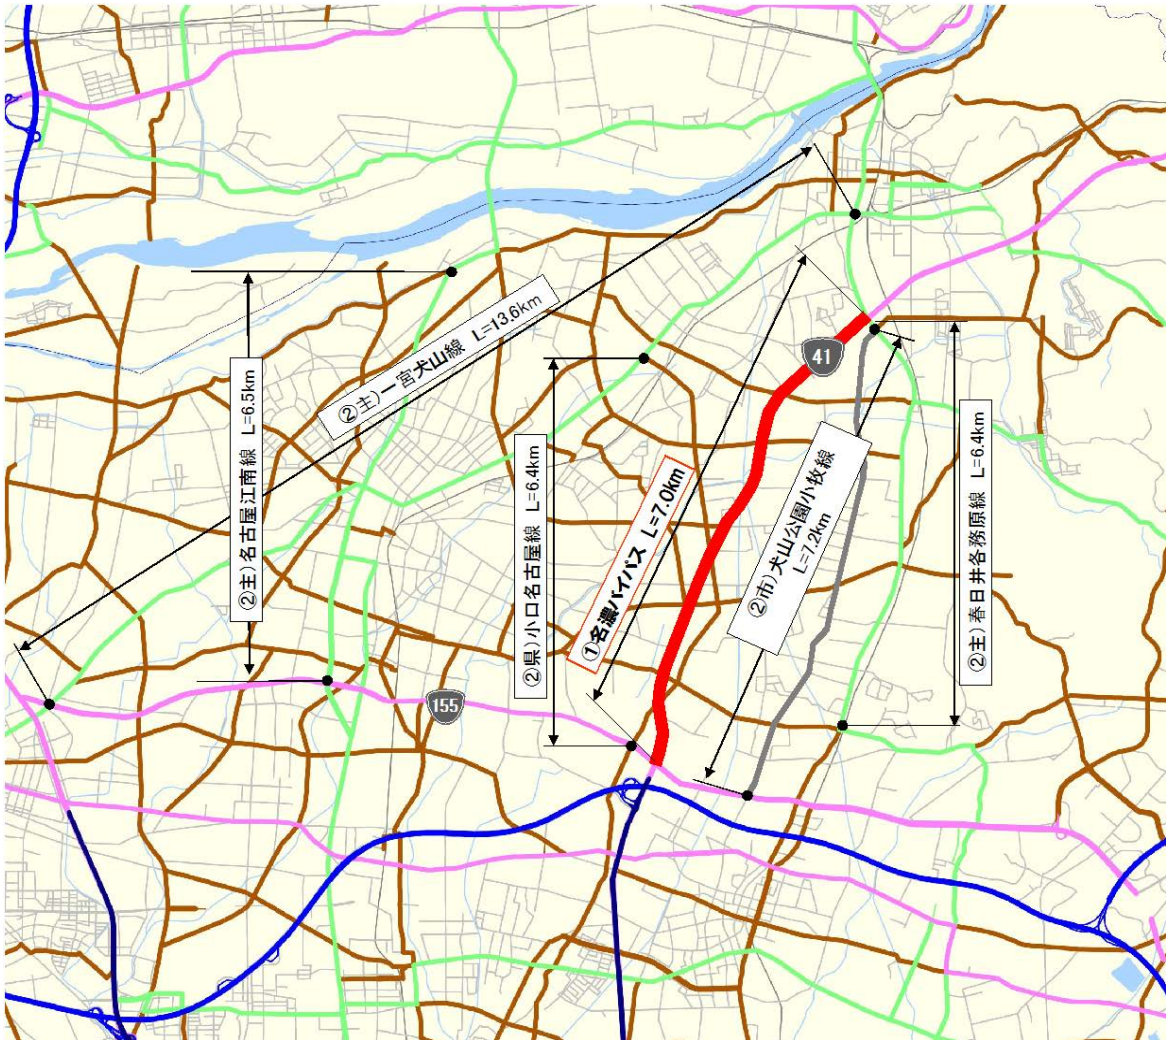 ②主)一宮犬山線 L=13.6km
②主)名古屋江南線 L=6.5km
41
②県)小口名古屋線 L=6.4km
①名濃バイパス L=7.0km
②市)犬山公園小牧線
L=7.2km
②主)春日井各務原線 L=6.4km
155